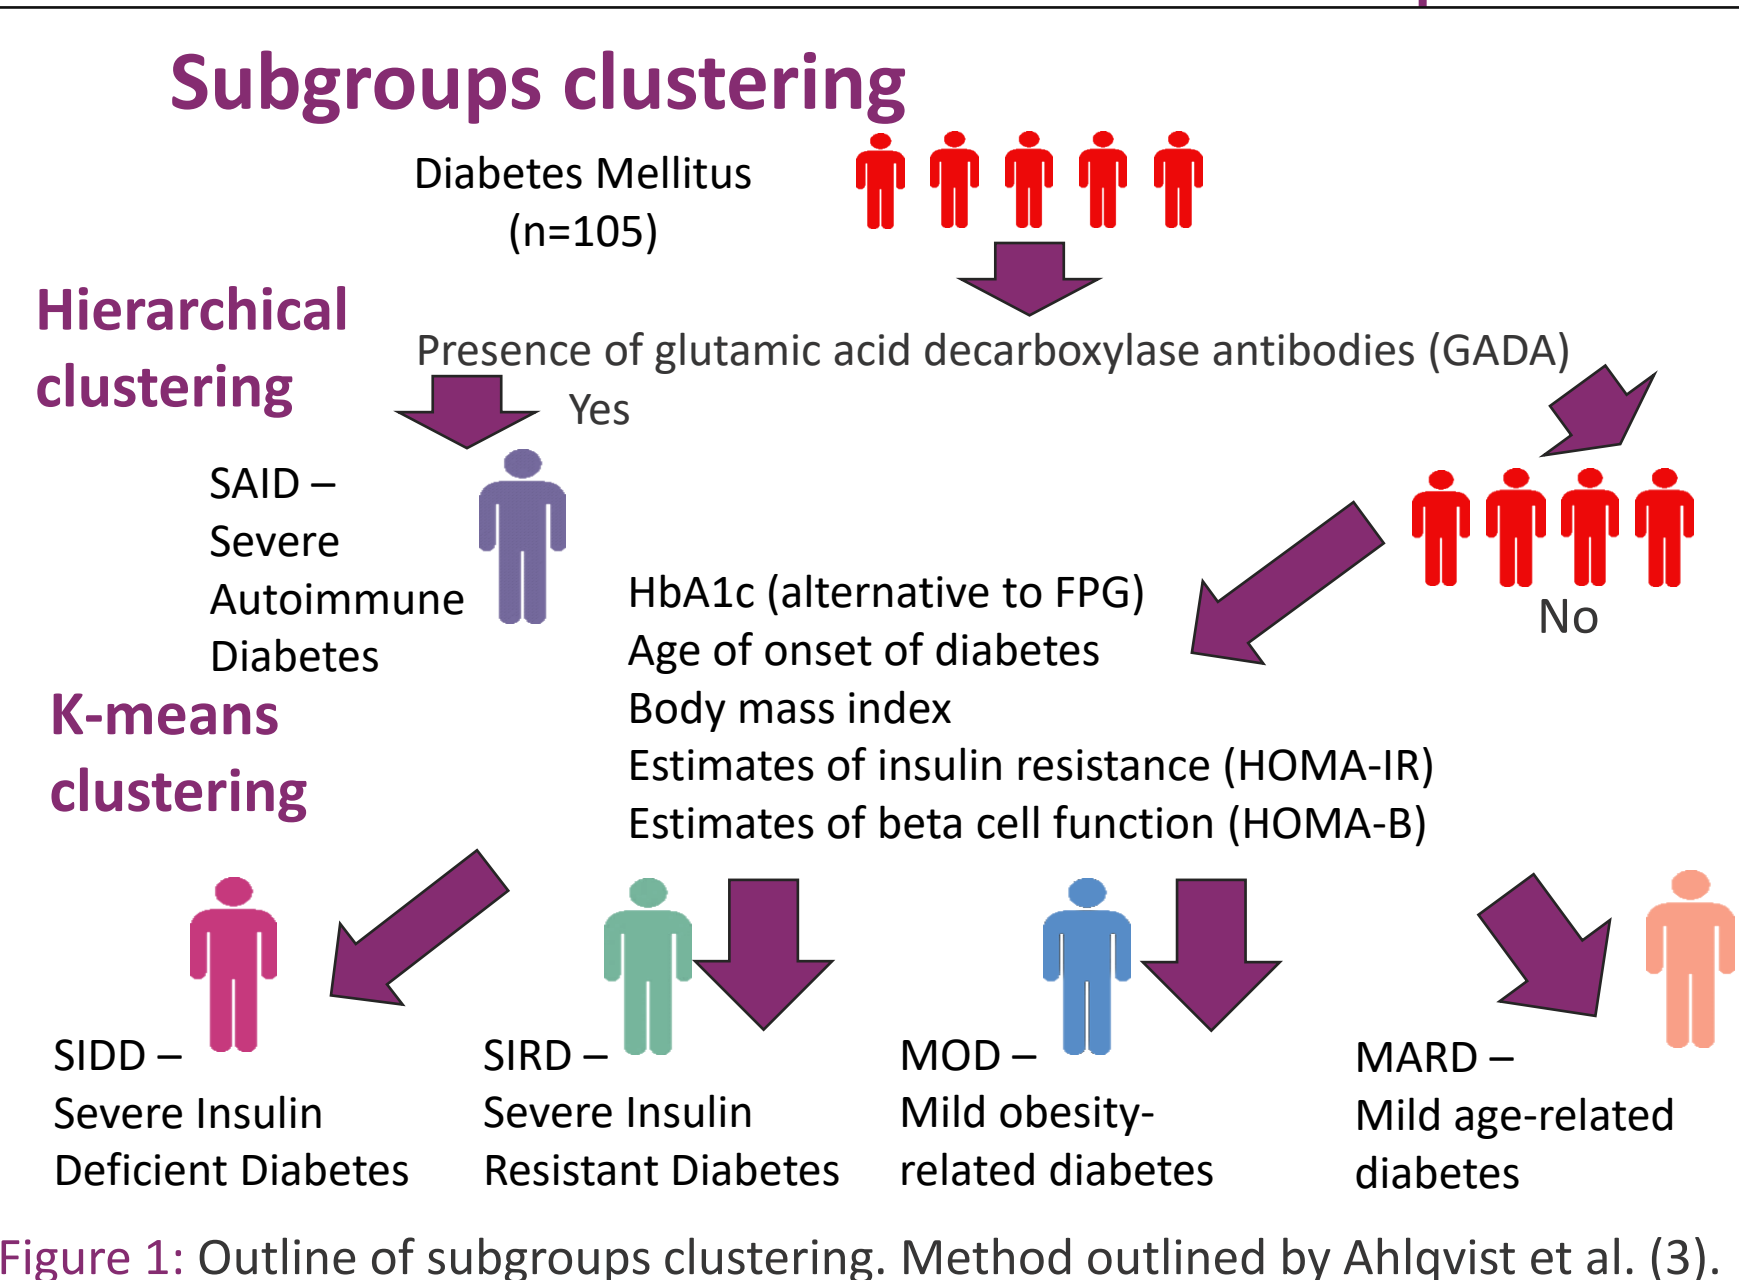 Subgroups clustering
Diabetes Mellitus
(n=105)
Hierarchical
clustering
Presence of glutamic acid decarboxylase antibodies (GADA)
Yes
No
SAID –
Severe
Autoimmune
Diabetes
K-means
clustering
HbA1c (alternative to FPG)
Age of onset of diabetes
Body mass index
Estimates of insulin resistance (HOMA-IR)
Estimates of beta cell function (HOMA-B)
SIDD –
Severe Insulin
Deficient Diabetes
SIRD –
Severe Insulin
Resistant Diabetes
MOD –
Mild obesity-
related diabetes
MARD –
Mild age-related
diabetes
Figure 1: Outline of subgroups clustering. Method outlined by Ahlqvist et al. (3).